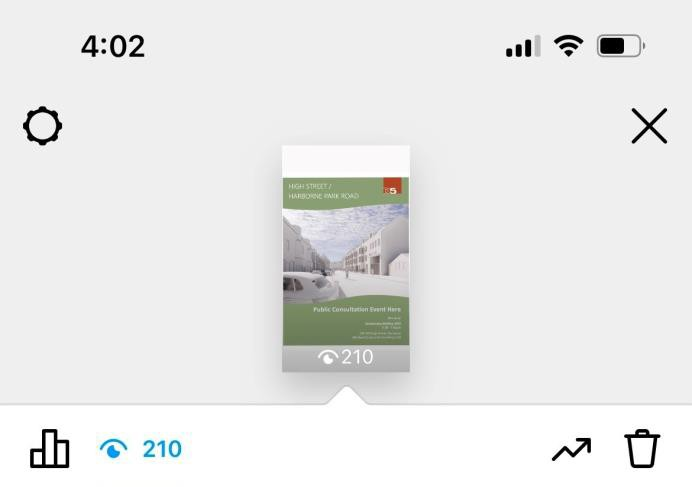 4:02
HIGH STREET /
HARBORNE PARK ROAD
Public Consultation Event Here
210
210